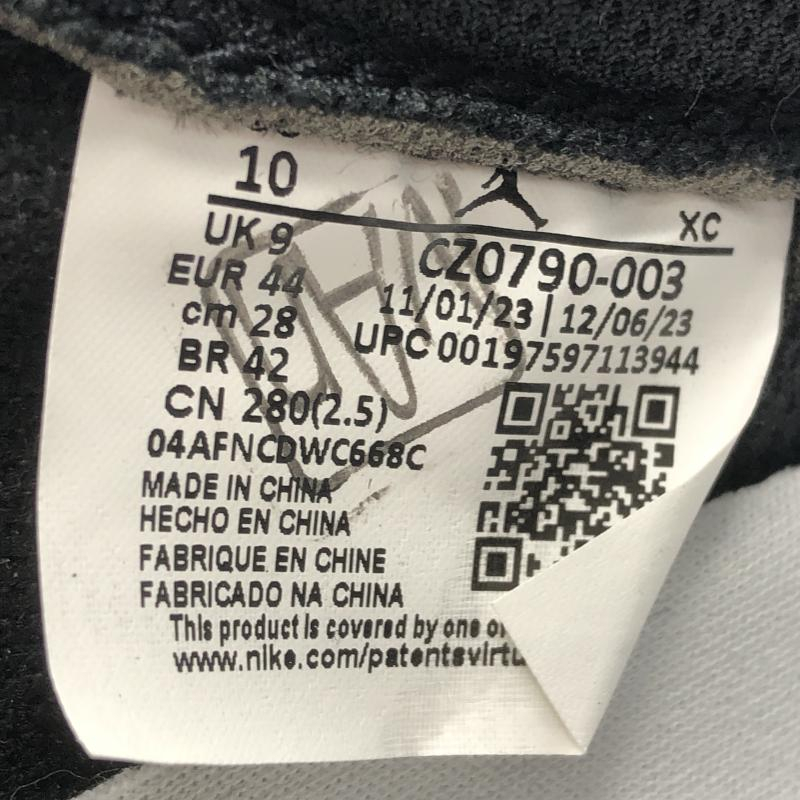 10
XC
UK 9
EUR 44
cm 28
BR 42
CN 280(2.5)
04AFNCDWC668C
CZ0790-003
11/01/23 | 12/06/23
UPC 00197597113944
MADE IN CHINA
HECHO EN CHINA
FABRIQUE EN CHINE
FABRICADO NA CHINA
This product is covered by one
www.nike.com/patents